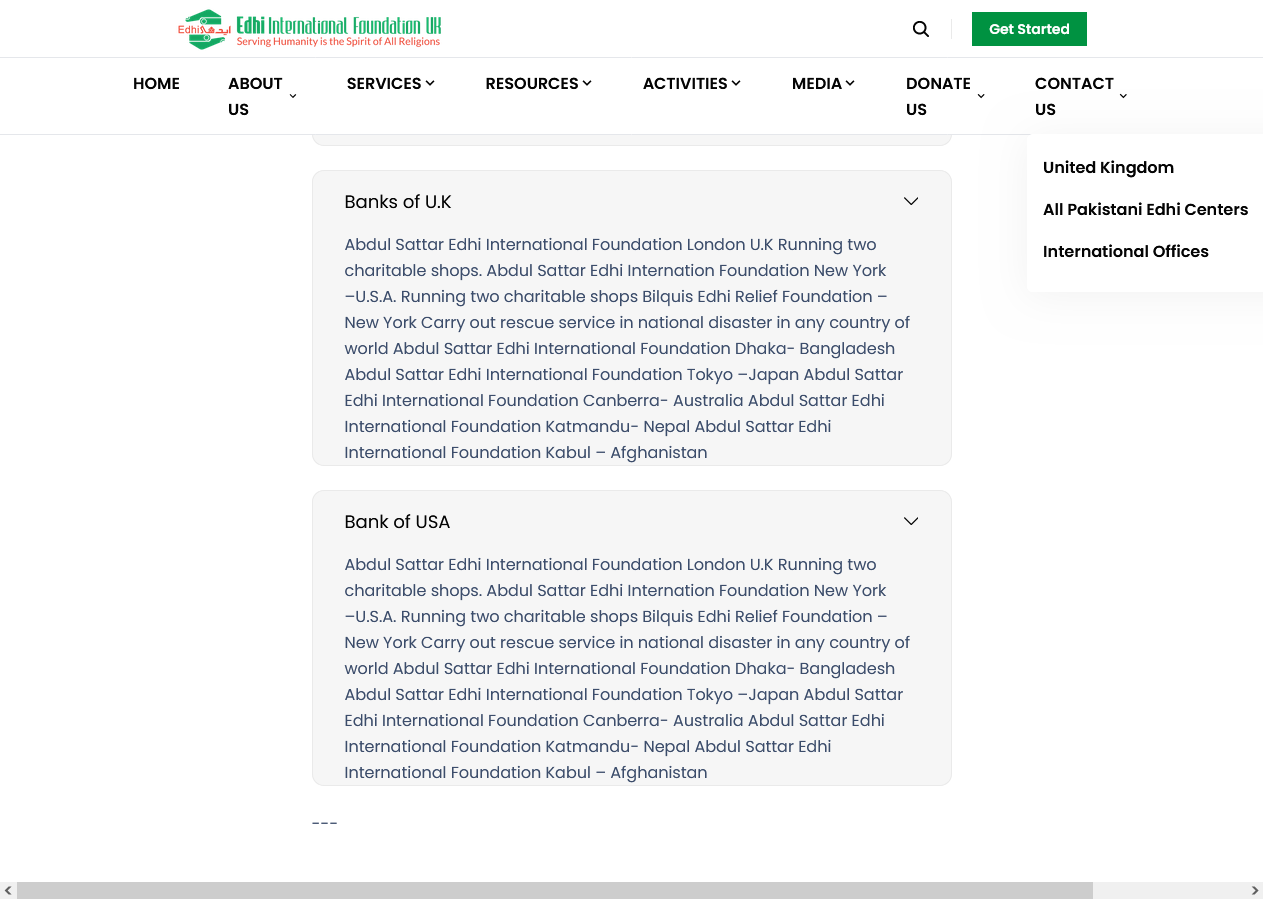 Edhi ایدھی Edhi International Foundation UK
Serving Humanity is the Spirit of All Religions
Get Started
HOME
ABOUT US
SERVICES
RESOURCES
ACTIVITIES
MEDIA
DONATE US
CONTACT US
United Kingdom
All Pakistani Edhi Centers
International Offices
Banks of U.K
Abdul Sattar Edhi International Foundation London U.K Running two
charitable shops. Abdul Sattar Edhi Internation Foundation New York
–U.S.A. Running two charitable shops Bilquis Edhi Relief Foundation –
New York Carry out rescue service in national disaster in any country of
world Abdul Sattar Edhi International Foundation Dhaka- Bangladesh
Abdul Sattar Edhi International Foundation Tokyo –Japan Abdul Sattar
Edhi International Foundation Canberra- Australia Abdul Sattar Edhi
International Foundation Katmandu- Nepal Abdul Sattar Edhi
International Foundation Kabul – Afghanistan
Bank of USA
Abdul Sattar Edhi International Foundation London U.K Running two
charitable shops. Abdul Sattar Edhi Internation Foundation New York
–U.S.A. Running two charitable shops Bilquis Edhi Relief Foundation –
New York Carry out rescue service in national disaster in any country of
world Abdul Sattar Edhi International Foundation Dhaka- Bangladesh
Abdul Sattar Edhi International Foundation Tokyo –Japan Abdul Sattar
Edhi International Foundation Canberra- Australia Abdul Sattar Edhi
International Foundation Katmandu- Nepal Abdul Sattar Edhi
International Foundation Kabul – Afghanistan
---